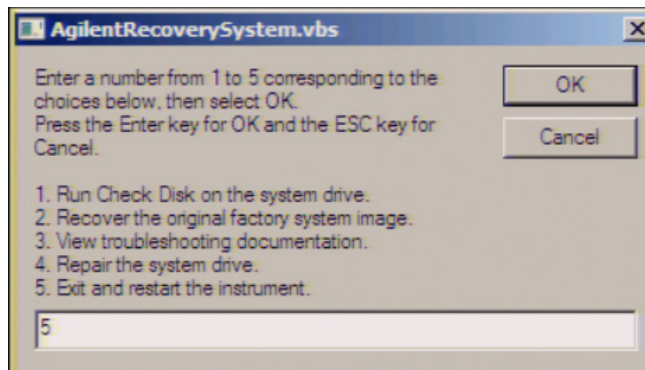 AgilentRecoverySystem.vbs
Enter a number from 1 to 5 corresponding to the
choices below, then select OK.
Press the Enter key for OK and the ESC key for
Cancel.
OK
Cancel
1. Run Check Disk on the system drive.
2. Recover the original factory system image.
3. View troubleshooting documentation.
4. Repair the system drive.
5. Exit and restart the instrument.
5